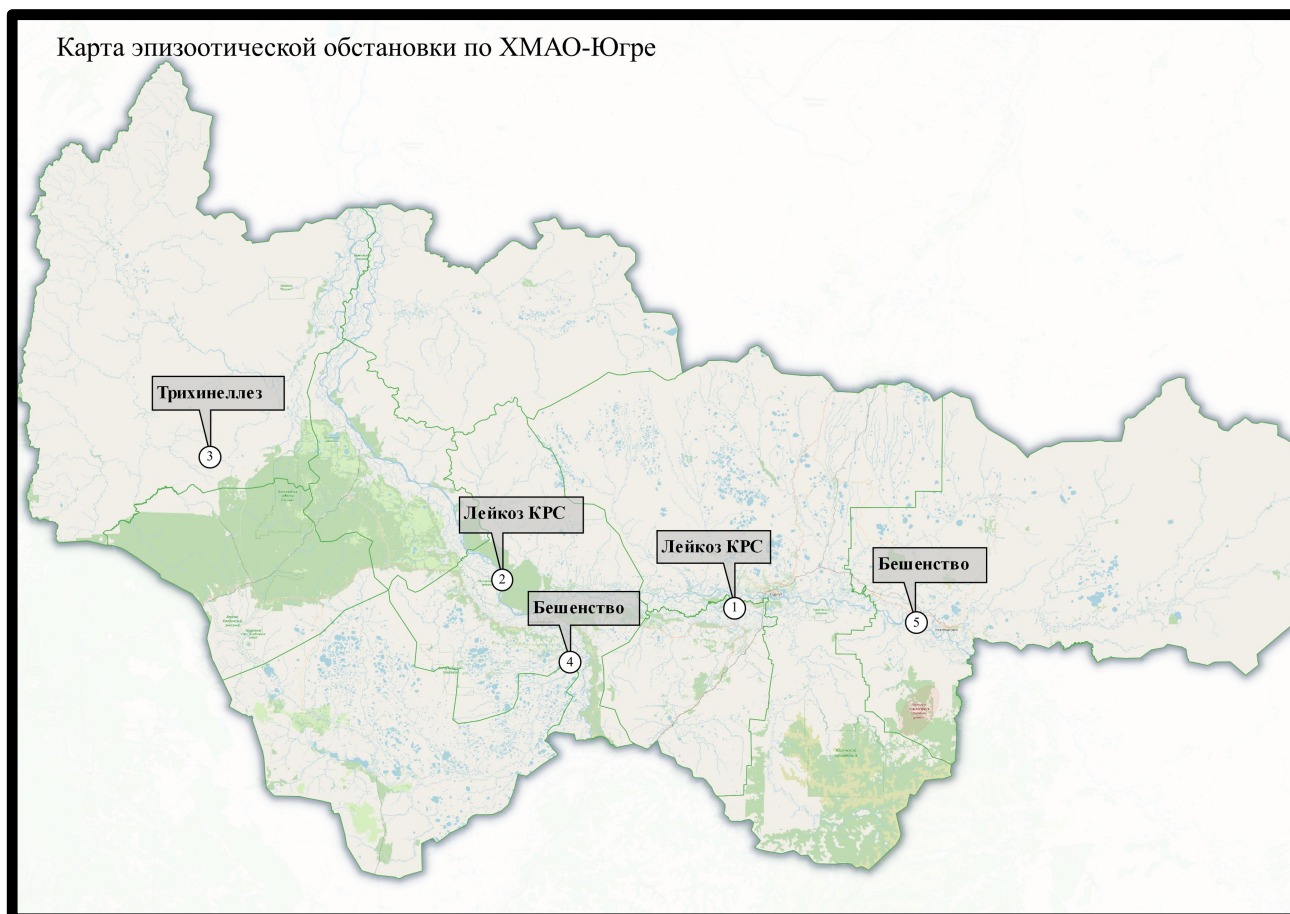 Карта эпизоотической обстановки по ХМАО-Югре
Трихинеллез
3
Лейкоз КРС
2
Лейкоз КРС
1
Бешенство
5
Бешенство
4